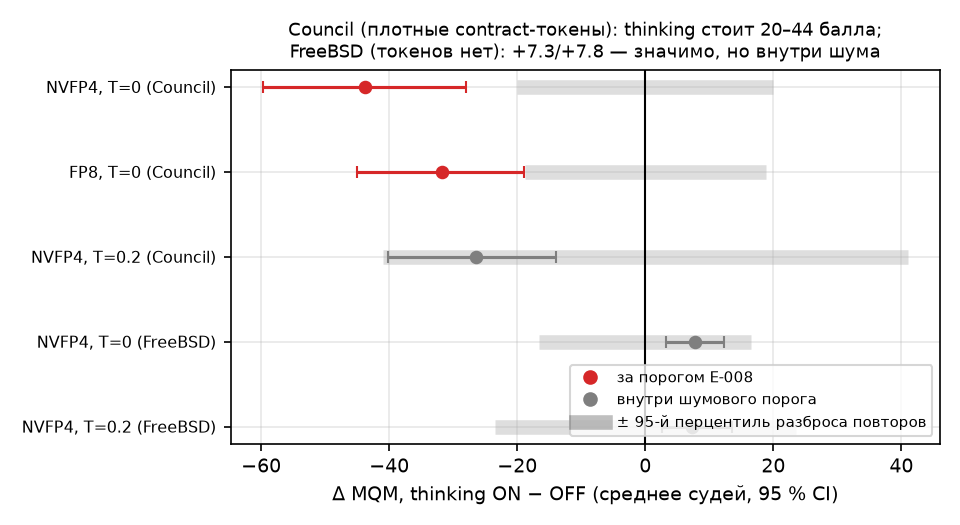 Council (плотные contract-токены): thinking стоит 20–44 балла;
FreeBSD (токенов нет): +7.3/+7.8 — значимо, но внутри шума
NVFP4, T=0 (Council)
FP8, T=0 (Council)
NVFP4, T=0.2 (Council)
NVFP4, T=0 (FreeBSD)
NVFP4, T=0.2 (FreeBSD)
за порогом E-008
внутри шумового порога
± 95-й перцентиль разброса повторов
−60 −40 −20 0 20 40
Δ MQM, thinking ON − OFF (среднее судей, 95 % CI)